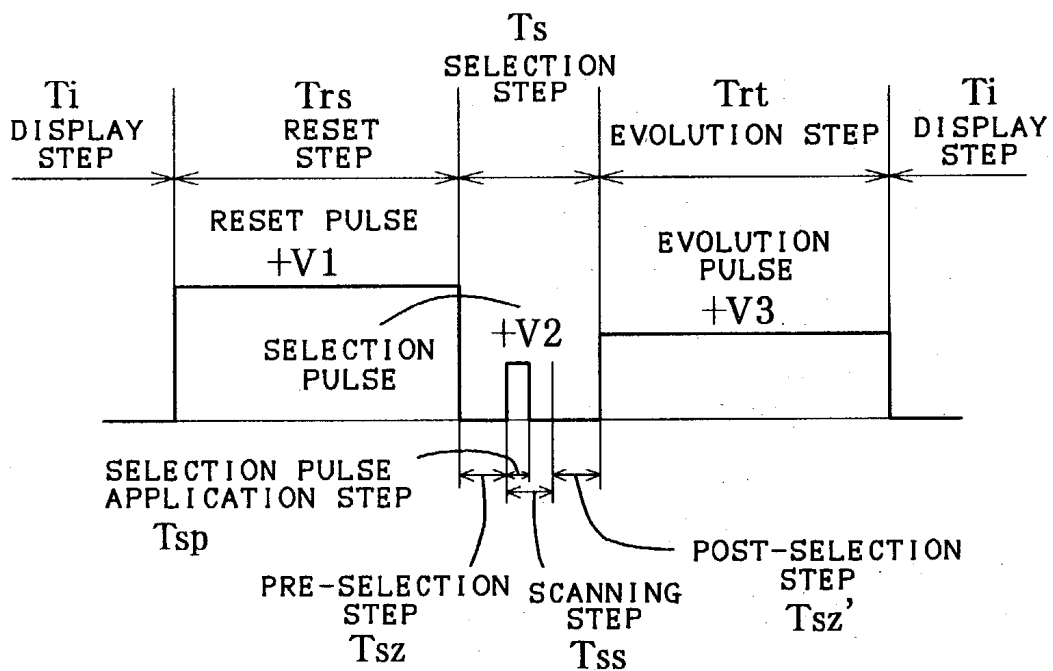 Ts
SELECTION
STEP
Ti
DISPLAY
STEP
Trs
RESET
STEP
Trt
EVOLUTION STEP
Ti
DISPLAY
STEP
RESET PULSE
+V1
EVOLUTION
PULSE
+V3
+V2
SELECTION
PULSE
SELECTION PULSE
APPLICATION STEP
Tsp
PRE-SELECTION
STEP
Tsz
SCANNING
STEP
Tss
POST-SELECTION
STEP
Tsz'